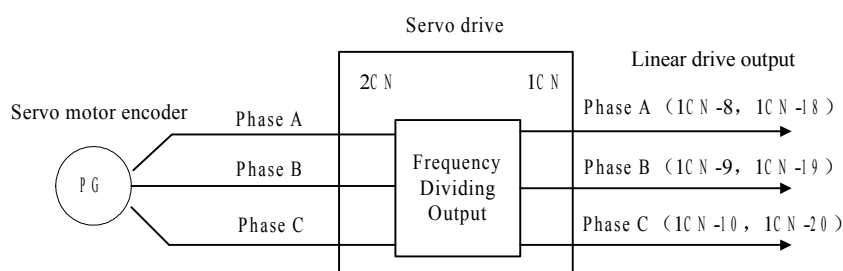 Servo drive
Linear drive output
2CN
1CN
Servo motor encoder
Phase A
Phase A （1CN-8，1CN-18）
PG
Phase B
Frequency
Dividing
Output
Phase B （1CN-9，1CN-19）
Phase C
Phase C （1CN-10，1CN-20）